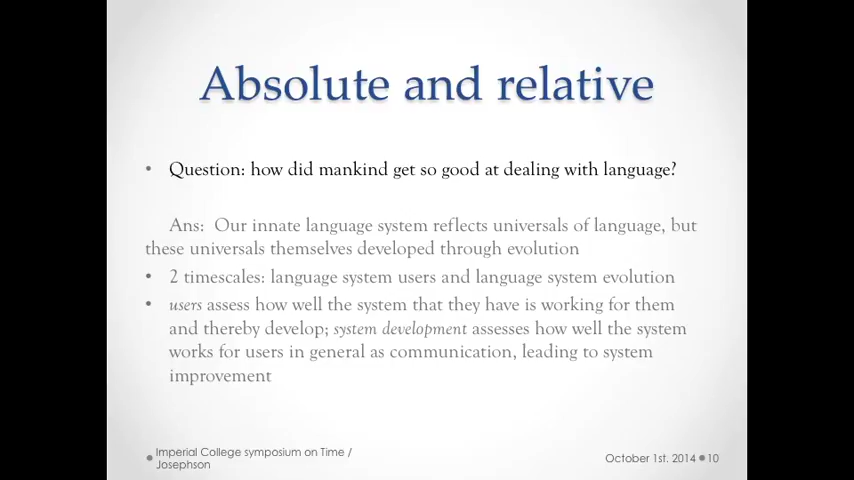 Absolute and relative
• Question: how did mankind get so good at dealing with language?
Ans: Our innate language system reflects universals of language, but
these universals themselves developed through evolution
• 2 timescales: language system users and language system evolution
• users assess how well the system that they have is working for them
and thereby develop; system development assesses how well the system
works for users in general as communication, leading to system
improvement
• Imperial College symposium on Time /
Josephson
October 1st. 2014 • 10